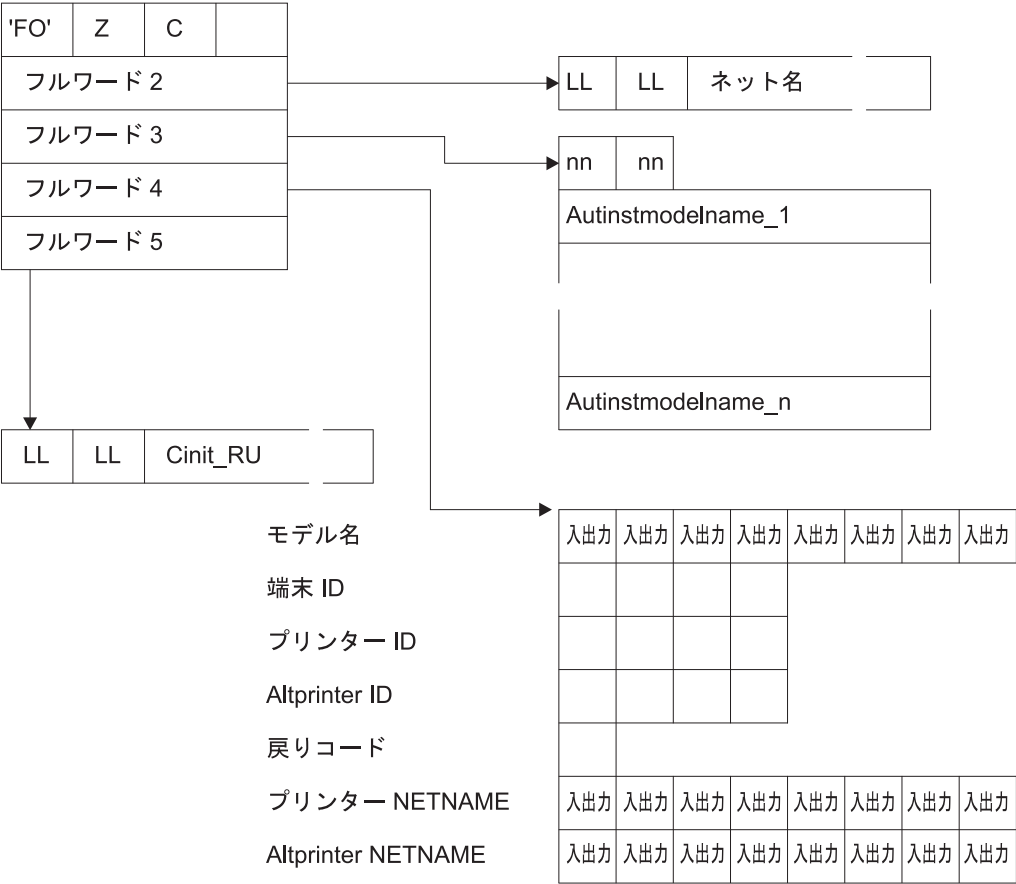 'FO' Z C
フルワード 2
フルワード 3
フルワード 4
フルワード 5
LL LL ネット名
nn nn
Autinstmodelname_1
Autinstmodelname_n
LL LL Cinit_RU
モデル名 入出力 入出力 入出力 入出力 入出力 入出力 入出力 入出力
端末 ID
プリンター ID
Altprinter ID
戻りコード
プリンター NETNAME 入出力 入出力 入出力 入出力 入出力 入出力 入出力 入出力
Altprinter NETNAME 入出力 入出力 入出力 入出力 入出力 入出力 入出力 入出力